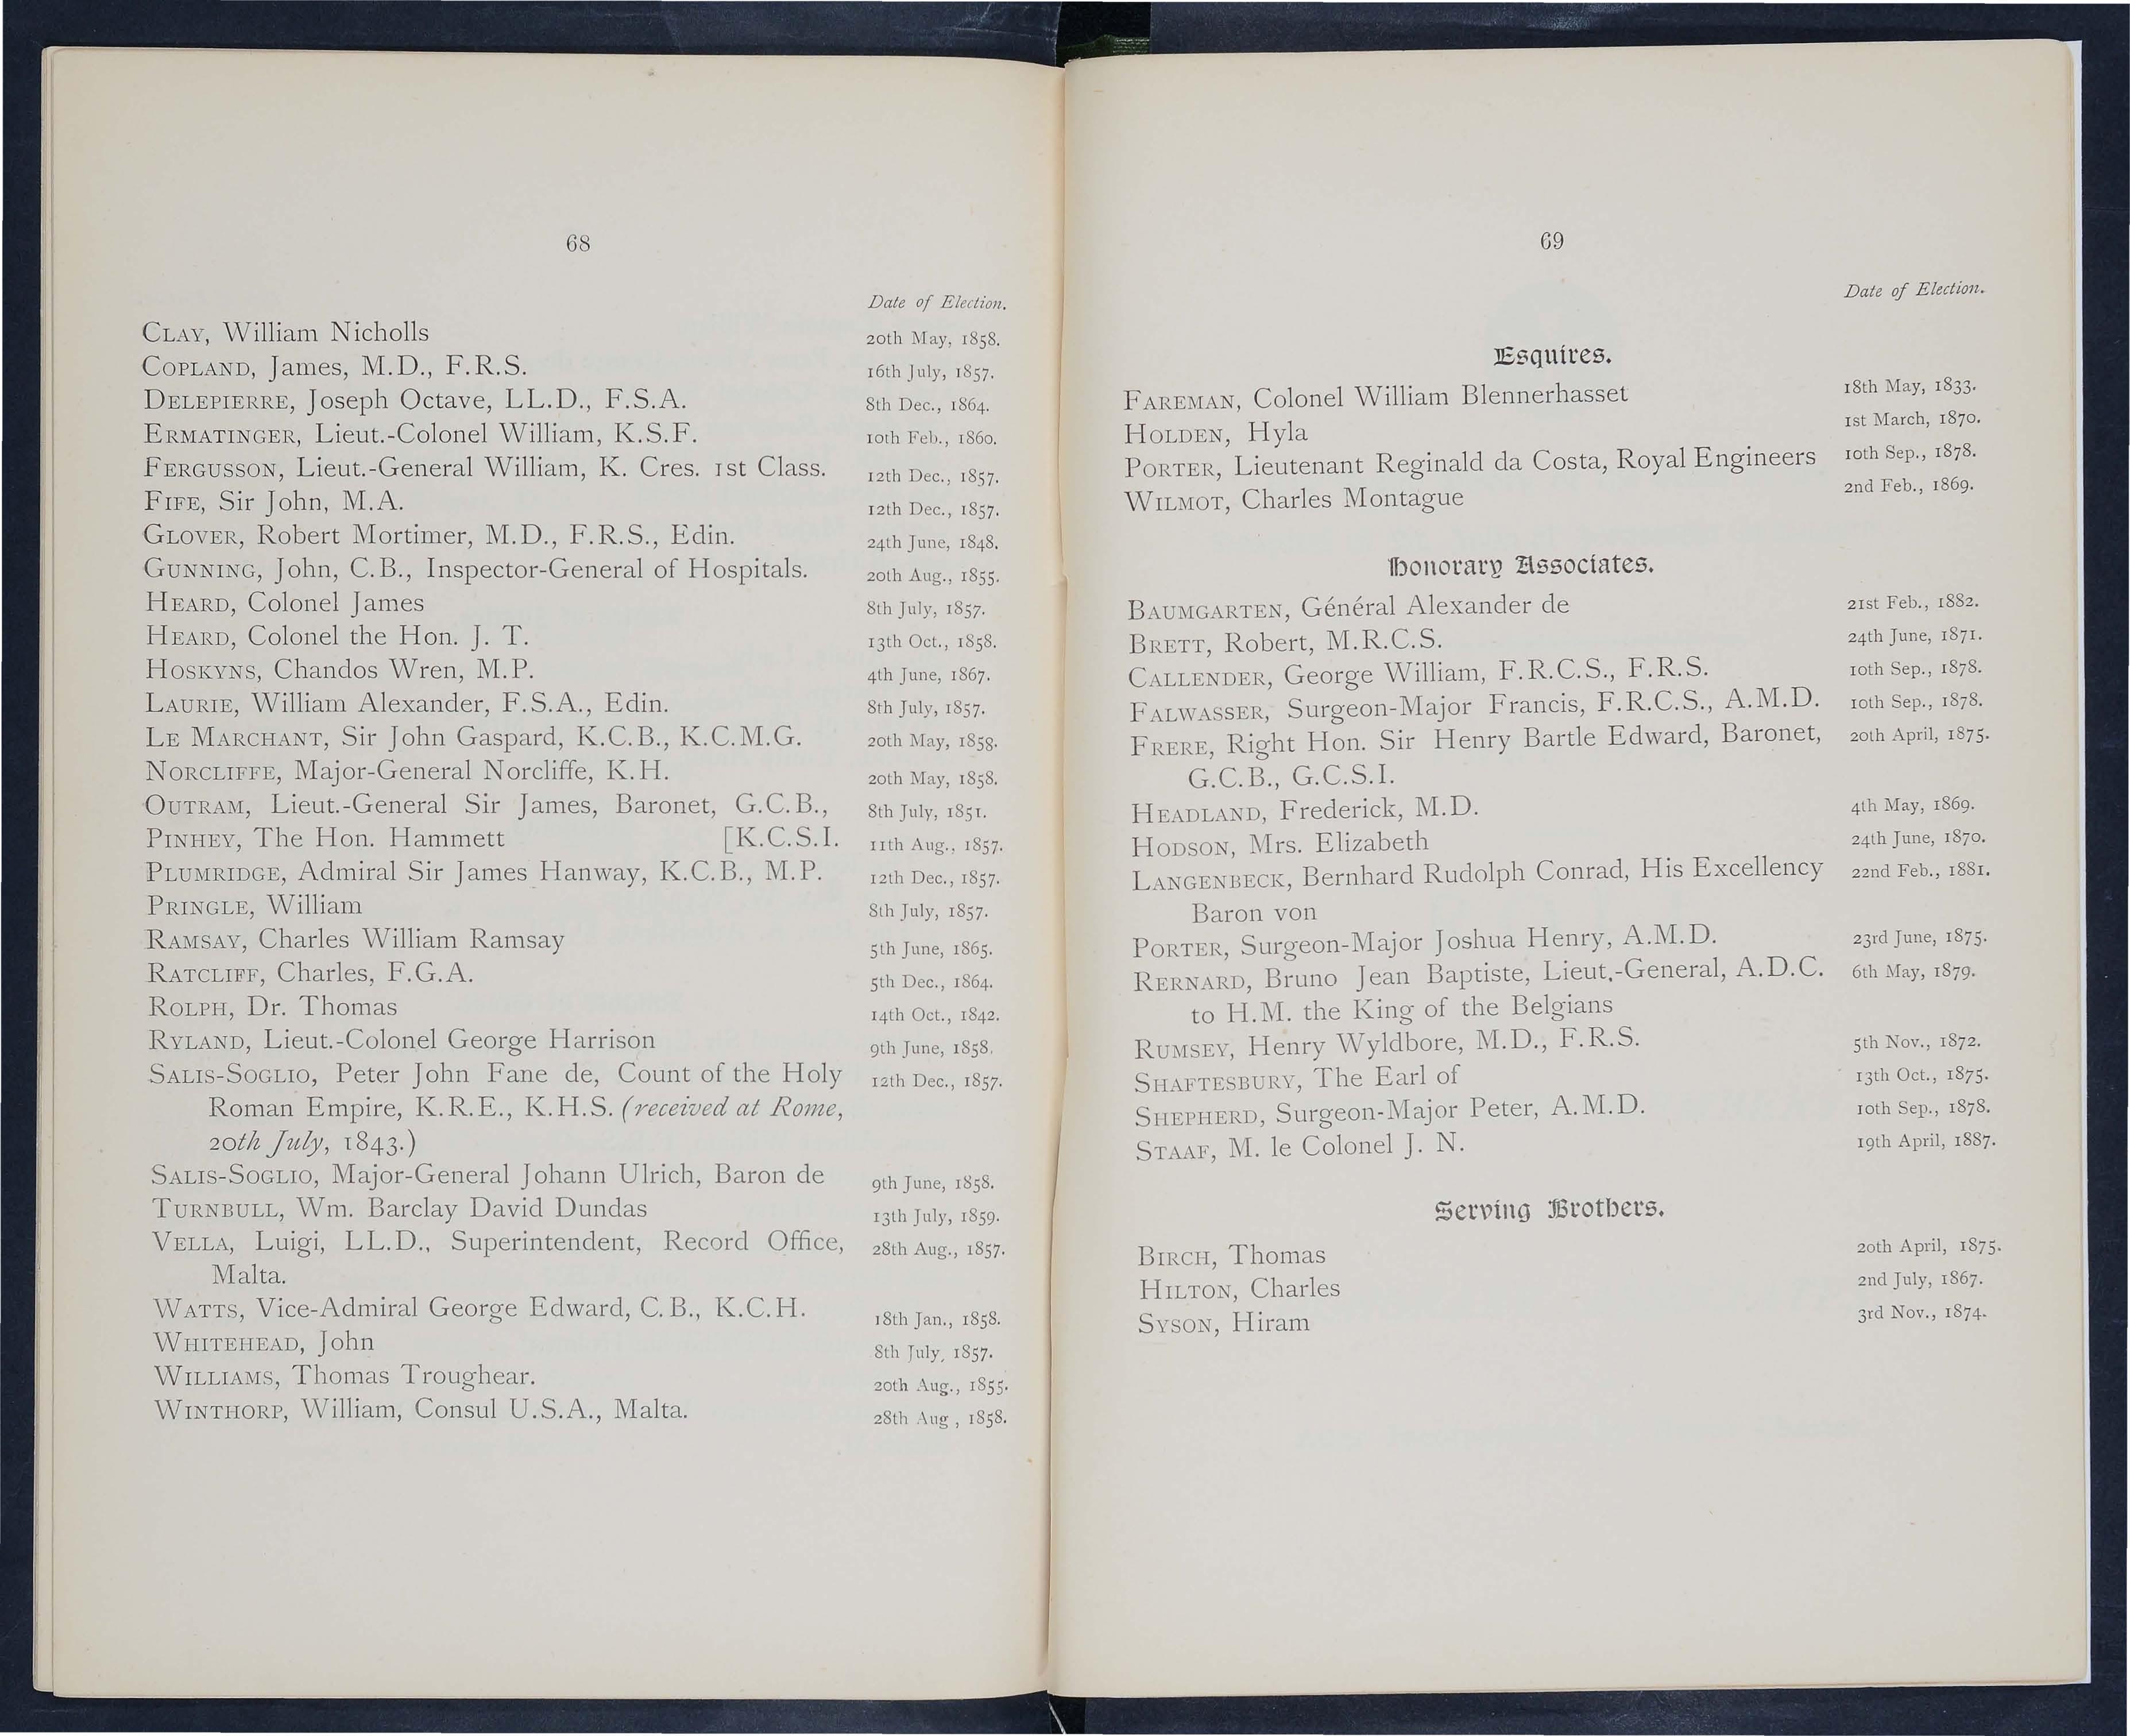 68
Date of Election.
CLAY, William Nicholls 20th May, 1858.
COPLAND, James, M.D., F.R.S. 16th July, 1857.
DELEPIERRE, Joseph Octave, LL.D., F.S.A. 8th Dec., 1864.
ERMATINGER, Lieut.-Colonel William, K.S.F. 10th Feb., 1860.
FERGUSSON, Lieut.-General William, K. Cres. 1st Class. 12th Dec., 1857.
FIFE, Sir John, M.A. 12th Dec., 1857.
GLOVER, Robert Mortimer, M.D., F.R.S., Edin. 24th June, 1848.
GUNNING, John, C.B., Inspector-General of Hospitals. 20th Aug., 1855.
HEARD, Colonel James 8th July, 1857.
HEARD, Colonel the Hon. J. T. 13th Oct., 1858.
HOSKYNS, Chandos Wren, M.P. 4th June, 1867.
LAURIE, William Alexander, F.S.A., Edin. 8th July, 1857.
LE MARCHANT, Sir John Gaspard, K.C.B., K.C.M.G. 20th May, 1858.
NORCLIFFE, Major-General Norcliffe, K.H. 20th May, 1858.
OUTRAM, Lieut.-General Sir James, Baronet, G.C.B., 8th July, 1851.
PINHEY, The Hon. Hammett [K.C.S.I. 11th Aug., 1857.
PLUMRIDGE, Admiral Sir James Hanway, K.C.B., M.P. 12th Dec., 1857.
PRINGLE, William 8th July, 1857.
RAMSAY, Charles William Ramsay 5th June, 1865.
RATCLIFF, Charles, F.G.A. 5th Dec., 1864.
ROLPH, Dr. Thomas 14th Oct., 1842.
RYLAND, Lieut.-Colonel George Harrison 9th June, 1858.
SALIS-SOGLIO, Peter John Fane de, Count of the Holy 12th Dec., 1857.
Roman Empire, K.R.E., K.H.S. (received at Rome,
20th July, 1843.)
SALIS-SOGLIO, Major-General Johann Ulrich, Baron de 9th June, 1858.
TURNBULL, Wm. Barclay David Dundas 13th July, 1859.
VELLA, Luigi, LL.D., Superintendent, Record Office, 28th Aug., 1857.
Malta.
WATTS, Vice-Admiral George Edward, C.B., K.C.H. 18th Jan., 1858.
WHITEHEAD, John 8th July, 1857.
WILLIAMS, Thomas Troughear. 20th Aug., 1855.
WINTHORP, William, Consul U.S.A., Malta. 28th Aug., 1858.
69
Date of Election.
Esquires.
FAREMAN, Colonel William Blennerhasset 18th May, 1833.
HOLDEN, Hyla 1st March, 1870.
PORTER, Lieutenant Reginald da Costa, Royal Engineers 10th Sep., 1878.
WILMOT, Charles Montague 2nd Feb., 1869.
Honorary Associates.
BAUMGARTEN, Général Alexander de 21st Feb., 1882.
BRETT, Robert, M.R.C.S. 24th June, 1871.
CALLENDER, George William, F.R.C.S., F.R.S. 10th Sep., 1878.
FALWASSER, Surgeon-Major Francis, F.R.C.S., A.M.D. 10th Sep., 1878.
FRERE, Right Hon. Sir Henry Bartle Edward, Baronet, 20th April, 1875.
G.C.B., G.C.S.I.
HEADLAND, Frederick, M.D. 4th May, 1869.
HODSON, Mrs. Elizabeth 24th June, 1870.
LANGENBECK, Bernhard Rudolph Conrad, His Excellency 22nd Feb., 1881.
Baron von
PORTER, Surgeon-Major Joshua Henry, A.M.D. 23rd June, 1875.
RERNARD, Bruno Jean Baptiste, Lieut.-General, A.D.C. 6th May, 1879.
to H.M. the King of the Belgians
RUMSEY, Henry Wyldbore, M.D., F.R.S. 5th Nov., 1872.
SHAFTESBURY, The Earl of 13th Oct., 1875.
SHEPHERD, Surgeon-Major Peter, A.M.D. 10th Sep., 1878.
STAAF, M. le Colonel J. N. 19th April, 1887.
Serving Brothers.
BIRCH, Thomas 20th April, 1875.
HILTON, Charles 2nd July, 1867.
SYSON, Hiram 3rd Nov., 1874.